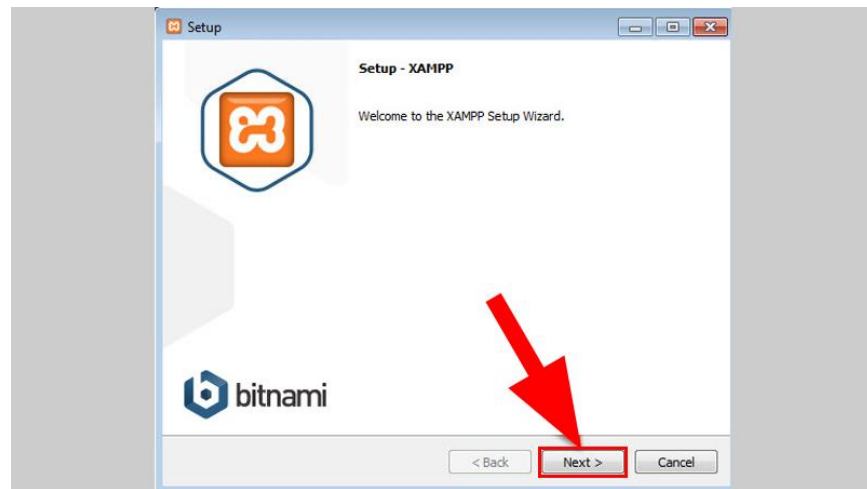 Setup
Setup - XAMPP
Welcome to the XAMPP Setup Wizard.
bitnami
< Back
Next >
Cancel